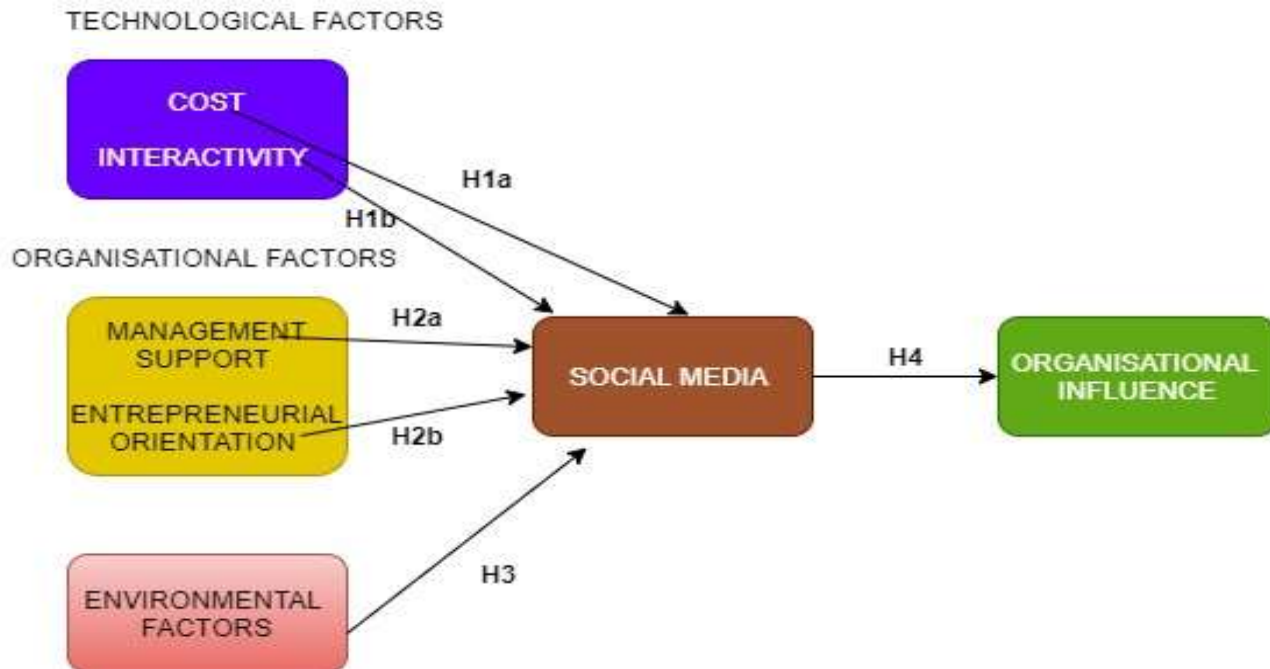 TECHNOLOGICAL FACTORS
COST
INTERACTIVITY
H1a
H1b
ORGANISATIONAL FACTORS
MANAGEMENT
SUPPORT
H2a
ENTREPRENEURIAL
ORIENTATION
H2b
SOCIAL MEDIA
H4
ORGANISATIONAL
INFLUENCE
H3
ENVIRONMENTAL
FACTORS